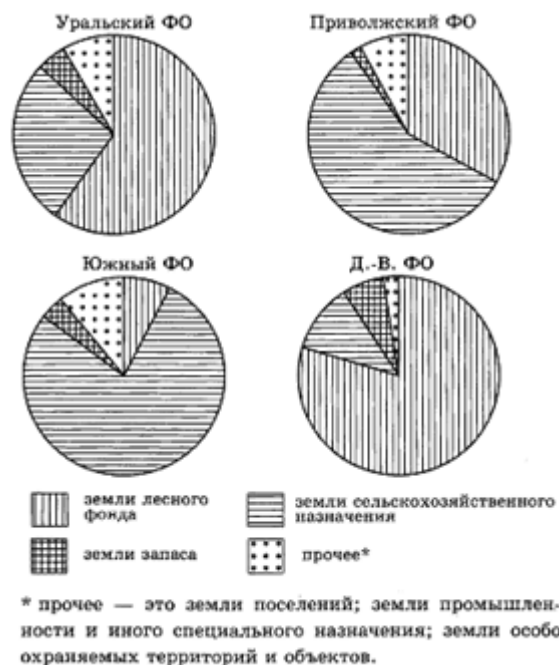 Уральский ФО
Приволжский ФО
Южный ФО
Д.-В. ФО
земли лесного фонда
земли сельскохозяйственного назначения
земли запаса
прочее*
* прочее — это земли поселений; земли промышлен-
ности и иного специального назначения; земли особо
охраняемых территорий и объектов.